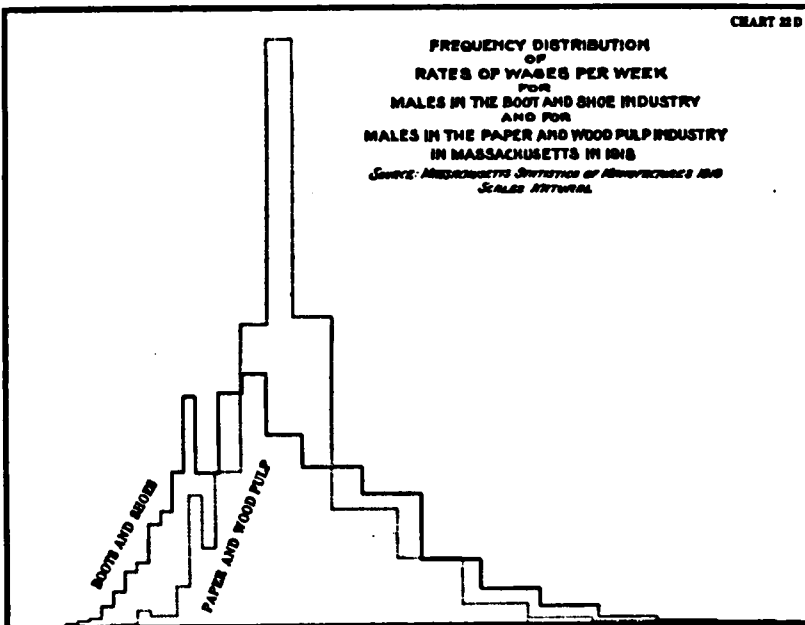 CHART 22 D
FREQUENCY DISTRIBUTION
OF
RATES OF WAGES PER WEEK
FOR
MALES IN THE BOOT AND SHOE INDUSTRY
AND FOR
MALES IN THE PAPER AND WOOD PULP INDUSTRY
IN MASSACHUSETTS IN 1918
SOURCE: MASSACHUSETTS STATISTICS OF MANUFACTURES 1918
SCALES NATURAL
BOOTS AND SHOES
PAPER AND WOOD PULP